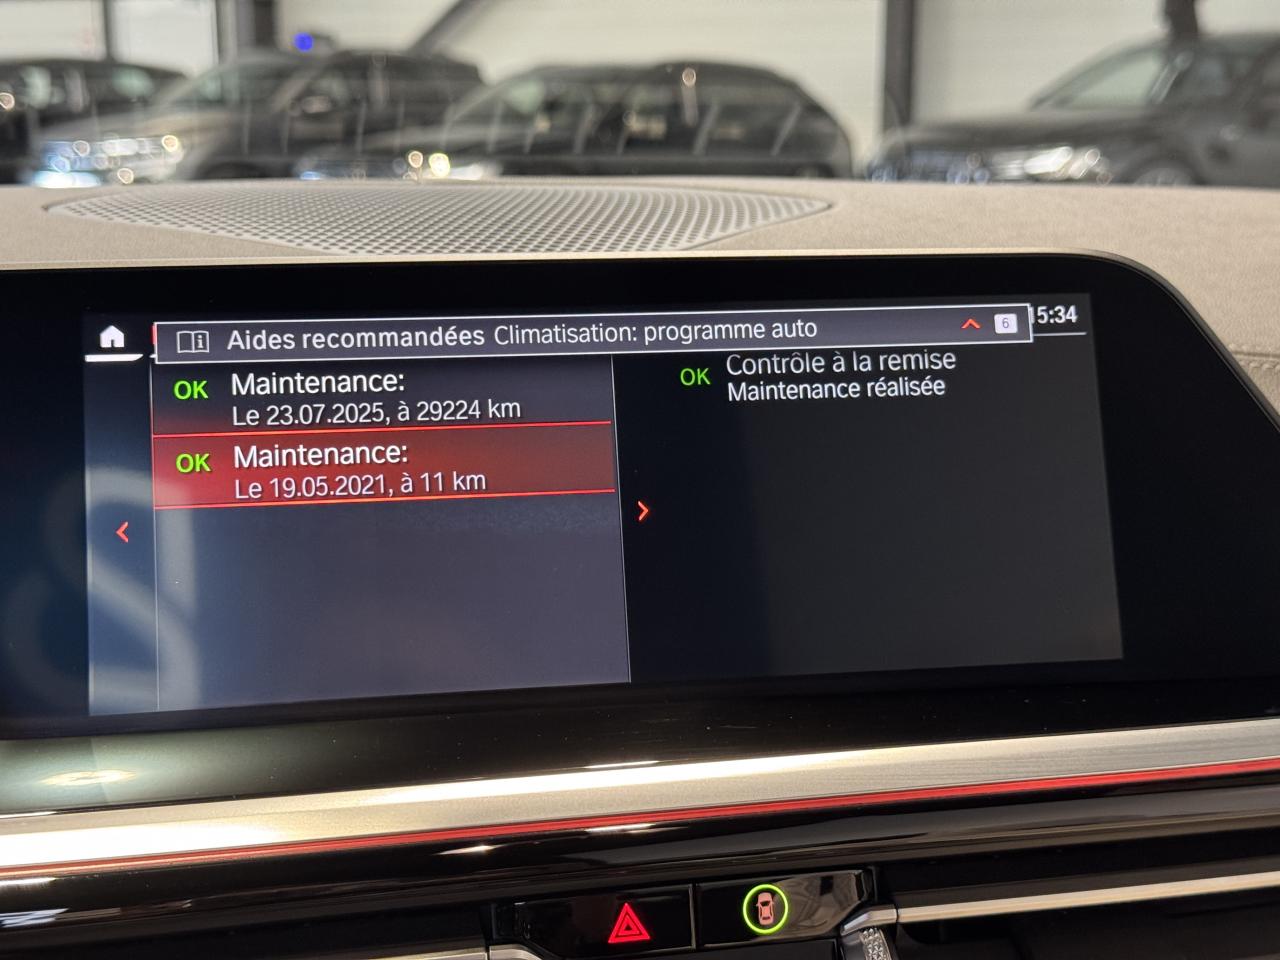 Aides recommandées Climatisation: programme auto
6
15:34
OK Maintenance:
Le 23.07.2025, à 29224 km
OK Maintenance:
Le 19.05.2021, à 11 km
OK Contrôle à la remise
Maintenance réalisée